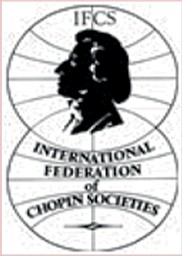 IFCS
INTERNATIONAL
FEDERATION
of
CHOPIN SOCIETIES